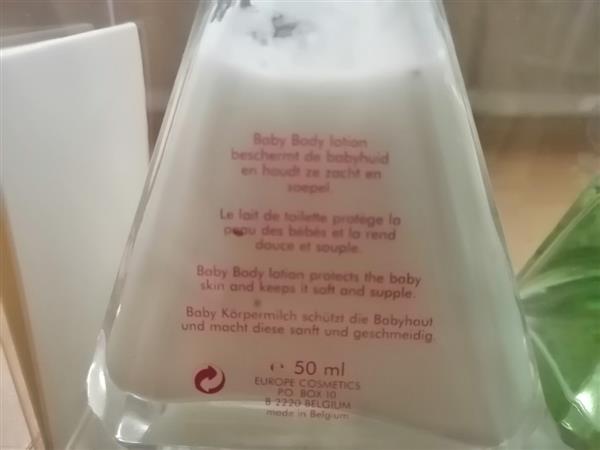 Baby Body lotion
beschermt de babyhuid
en houdt ze zacht en
soepel.
Le lait de toilette protège la
peau des bébés et la rend
douce et souple.
Baby Body lotion protects the baby
skin and keeps it soft and supple.
Baby Körpermilch schützt die Babyhaut
und macht diese sanft und geschmeidig.
e 50 ml
EUROPE COSMETICS
P.O. BOX 10
B 2220 BELGIUM
made in Belgium